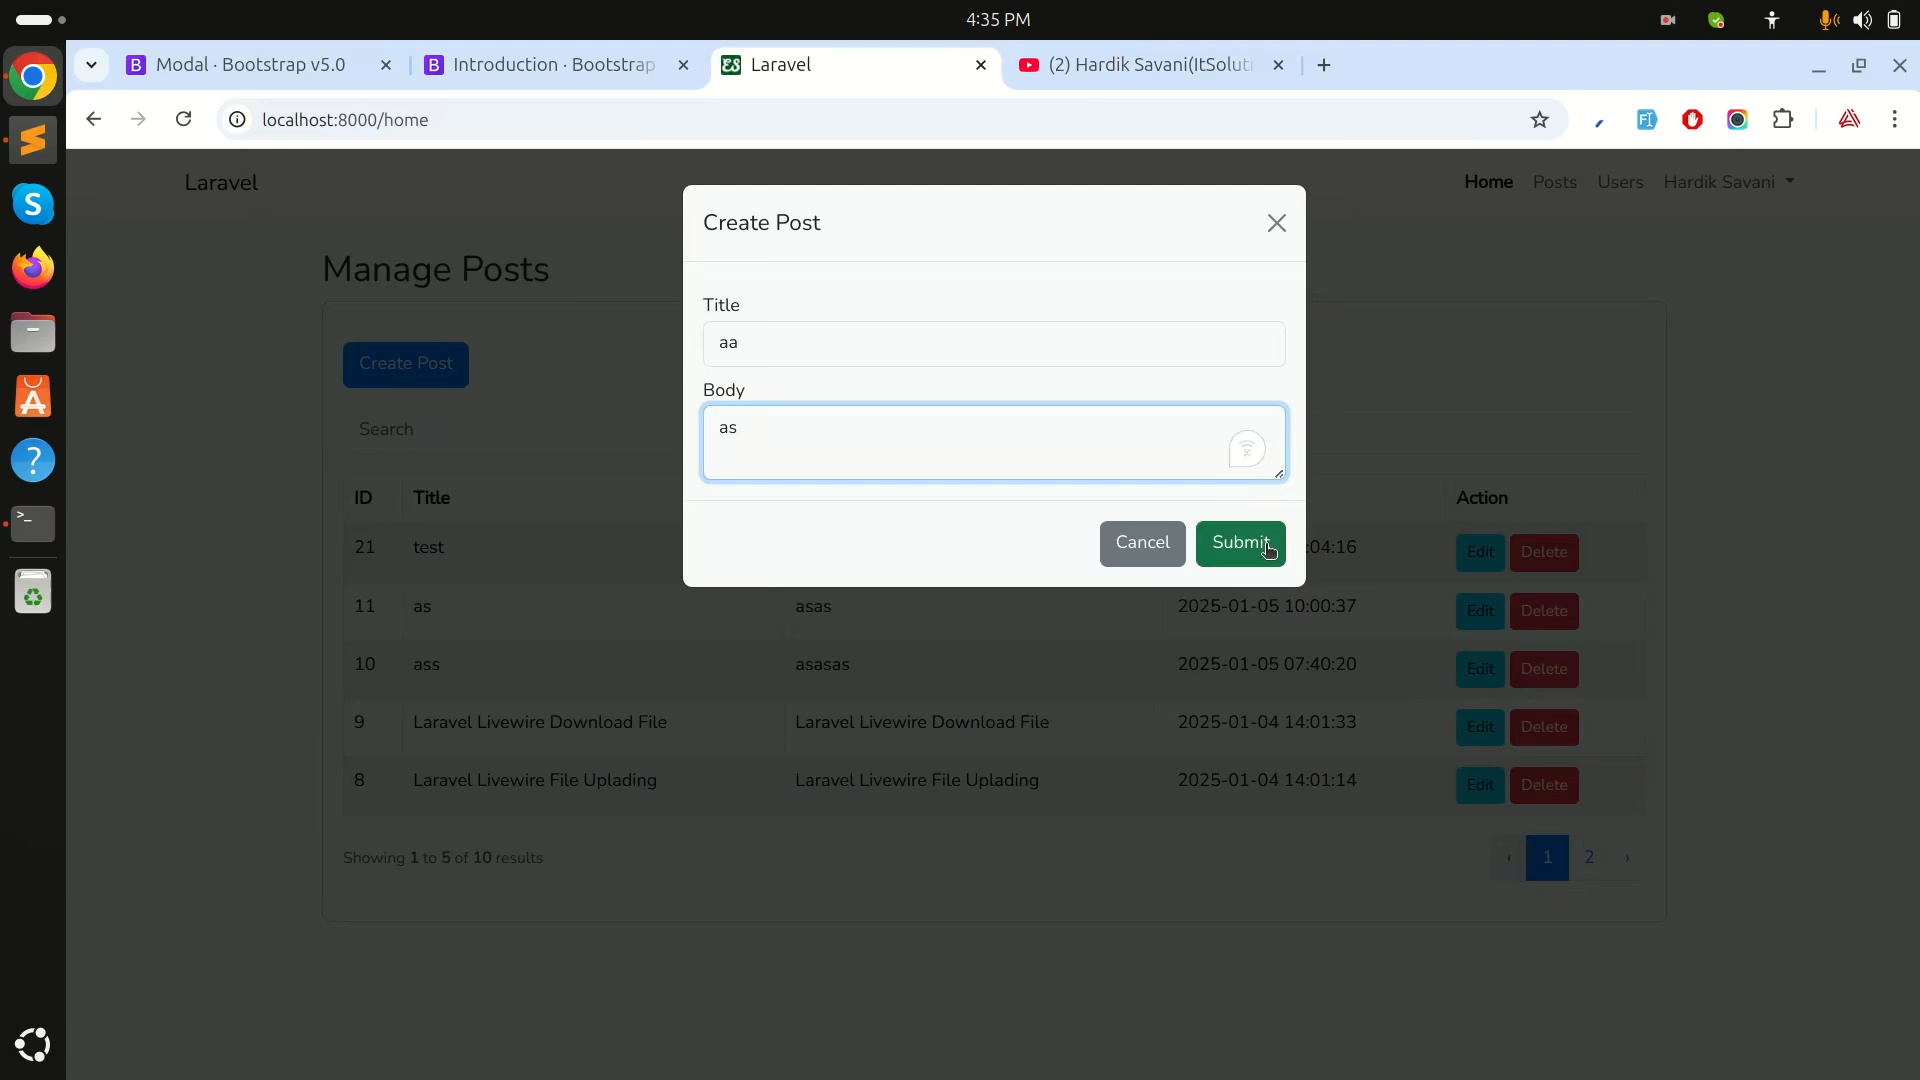 4:35 PM
Modal · Bootstrap v5.0
Introduction · Bootstrap
Laravel
(2) Hardik Savani(ItSoluti
localhost:8000/home
Laravel
Home Posts Users Hardik Savani
Create Post
Manage Posts
Title
aa
Create Post
Body
as
Search
Cancel Submit
ID Title Action
21 test :04:16 Edit Delete
11 as asas 2025-01-05 10:00:37 Edit Delete
10 ass asasas 2025-01-05 07:40:20 Edit Delete
9 Laravel Livewire Download File Laravel Livewire Download File 2025-01-04 14:01:33 Edit Delete
8 Laravel Livewire File Uplading Laravel Livewire File Uplading 2025-01-04 14:01:14 Edit Delete
Showing 1 to 5 of 10 results
‹ 1 2 ›